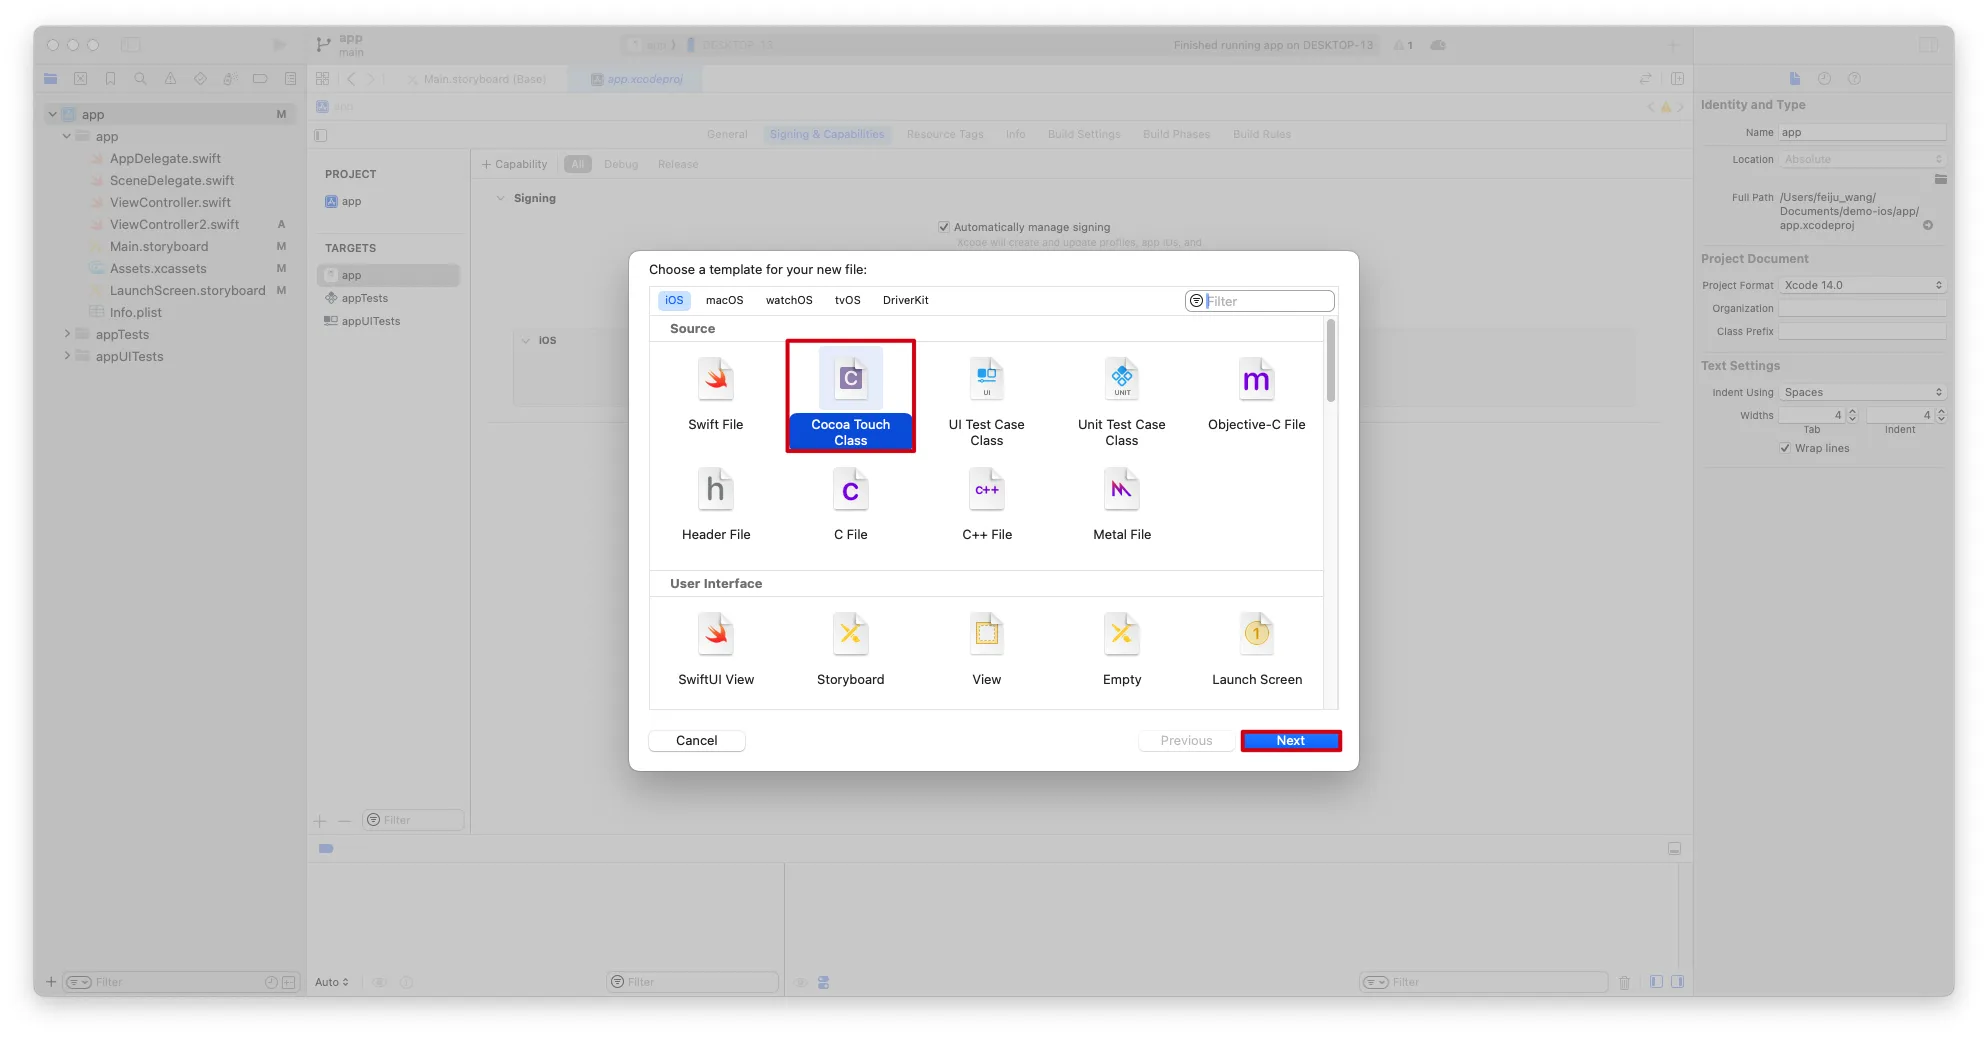 app
main
app
DESKTOP-13
Finished running app on DESKTOP-13
1
Main.storyboard (Base)
app.xcodeproj
app
General
Signing & Capabilities
Resource Tags
Info
Build Settings
Build Phases
Build Rules
+ Capability
All
Debug
Release
app M
app
AppDelegate.swift
SceneDelegate.swift
ViewController.swift
ViewController2.swift A
Main.storyboard M
Assets.xcassets M
LaunchScreen.storyboard M
Info.plist
appTests
appUITests
Filter
PROJECT
app
TARGETS
app
appTests
appUITests
Filter
Signing
Automatically manage signing
Xcode will create and update profiles, app IDs, and
iOS
Choose a template for your new file:
iOS
macOS
watchOS
tvOS
DriverKit
Filter
Source
C
Swift File
Cocoa Touch
Class
UI
UI Test Case
Class
UNIT
Unit Test Case
Class
m
Objective-C File
h
Header File
C
C File
C++
C++ File
Metal File
User Interface
SwiftUI View
Storyboard
View
Empty
1
Launch Screen
Cancel
Previous
Next
Auto
Filter
Filter
Identity and Type
Name app
Location Absolute
Full Path /Users/feiju_wang/
Documents/demo-ios/app/
app.xcodeproj
Project Document
Project Format Xcode 14.0
Organization
Class Prefix
Text Settings
Indent Using Spaces
Widths 4 4
Tab Indent
Wrap lines